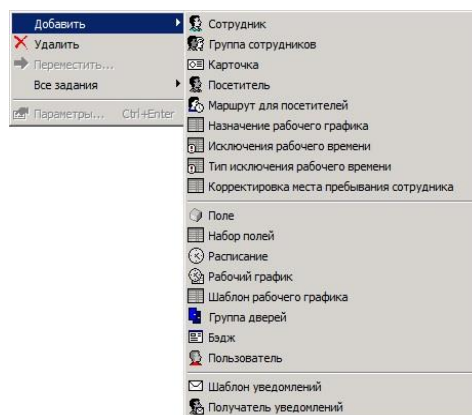 Добавить
Удалить
Переместить...
Все задания
Параметры... Ctrl+Enter
Сотрудник
Группа сотрудников
Карточка
Посетитель
Маршрут для посетителей
Назначение рабочего графика
Исключения рабочего времени
Тип исключения рабочего времени
Корректировка места пребывания сотрудника
Поле
Набор полей
Расписание
Рабочий график
Шаблон рабочего графика
Группа дверей
Бэдж
Пользователь
Шаблон уведомлений
Получатель уведомлений